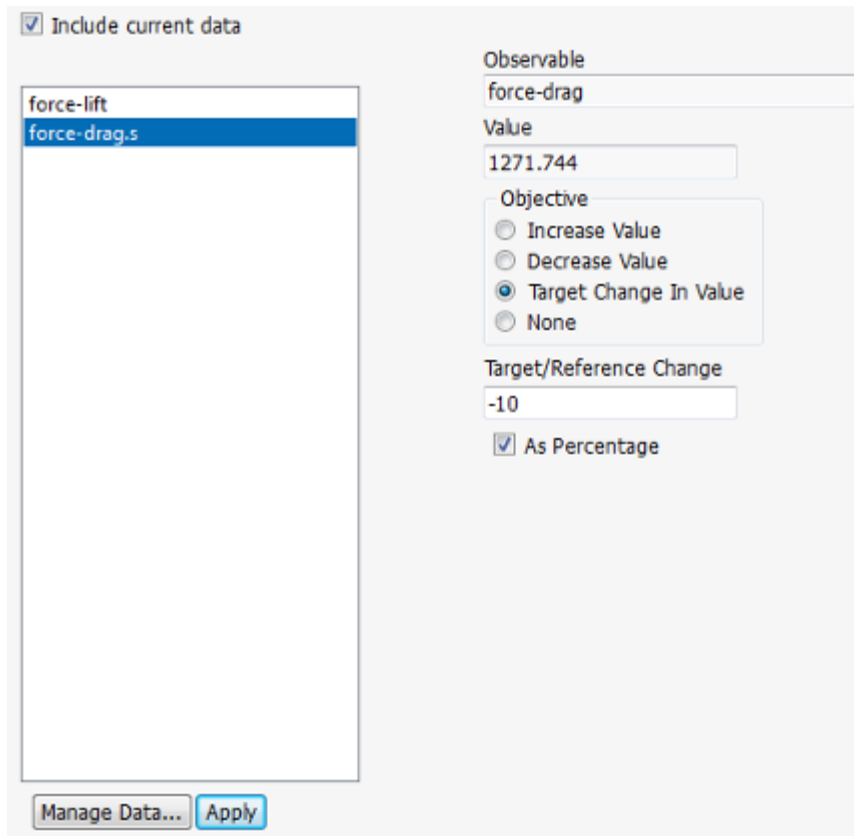 Include current data
force-lift
force-drag.s
Observable
force-drag
Value
1271.744
Objective
Increase Value
Decrease Value
Target Change In Value
None
Target/Reference Change
-10
As Percentage
Manage Data... Apply